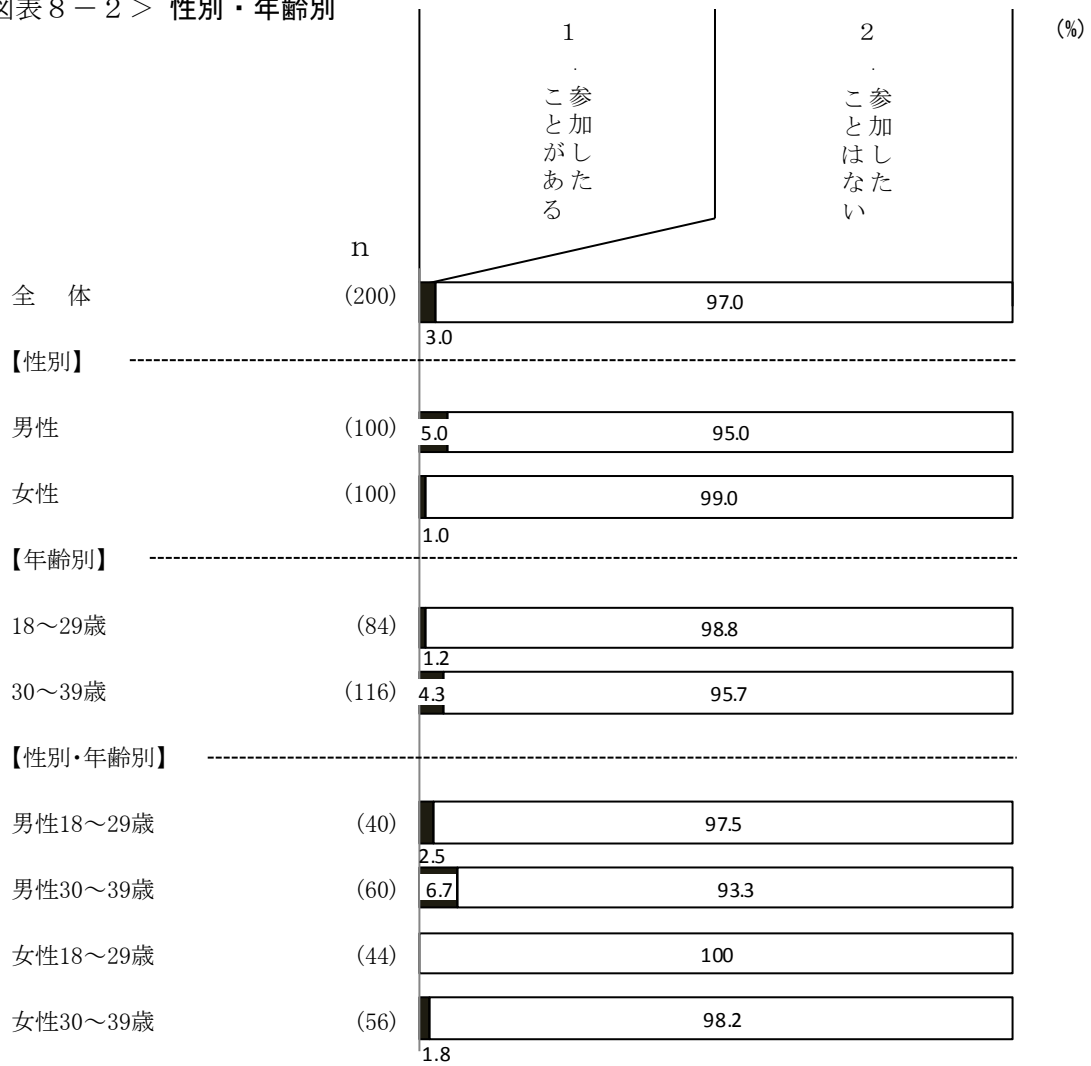 図表８－２＞ 性別・年齢別
(%)
1
.
参加した
ことがある
2
.
参加した
ことはない
n
全 体 (200) 97.0
3.0
【性別】
男性 (100) 5.0 95.0
女性 (100) 99.0
1.0
【年齢別】
18～29歳 (84) 98.8
1.2
30～39歳 (116) 4.3 95.7
【性別・年齢別】
男性18～29歳 (40) 97.5
2.5
男性30～39歳 (60) 6.7 93.3
女性18～29歳 (44) 100
女性30～39歳 (56) 98.2
1.8